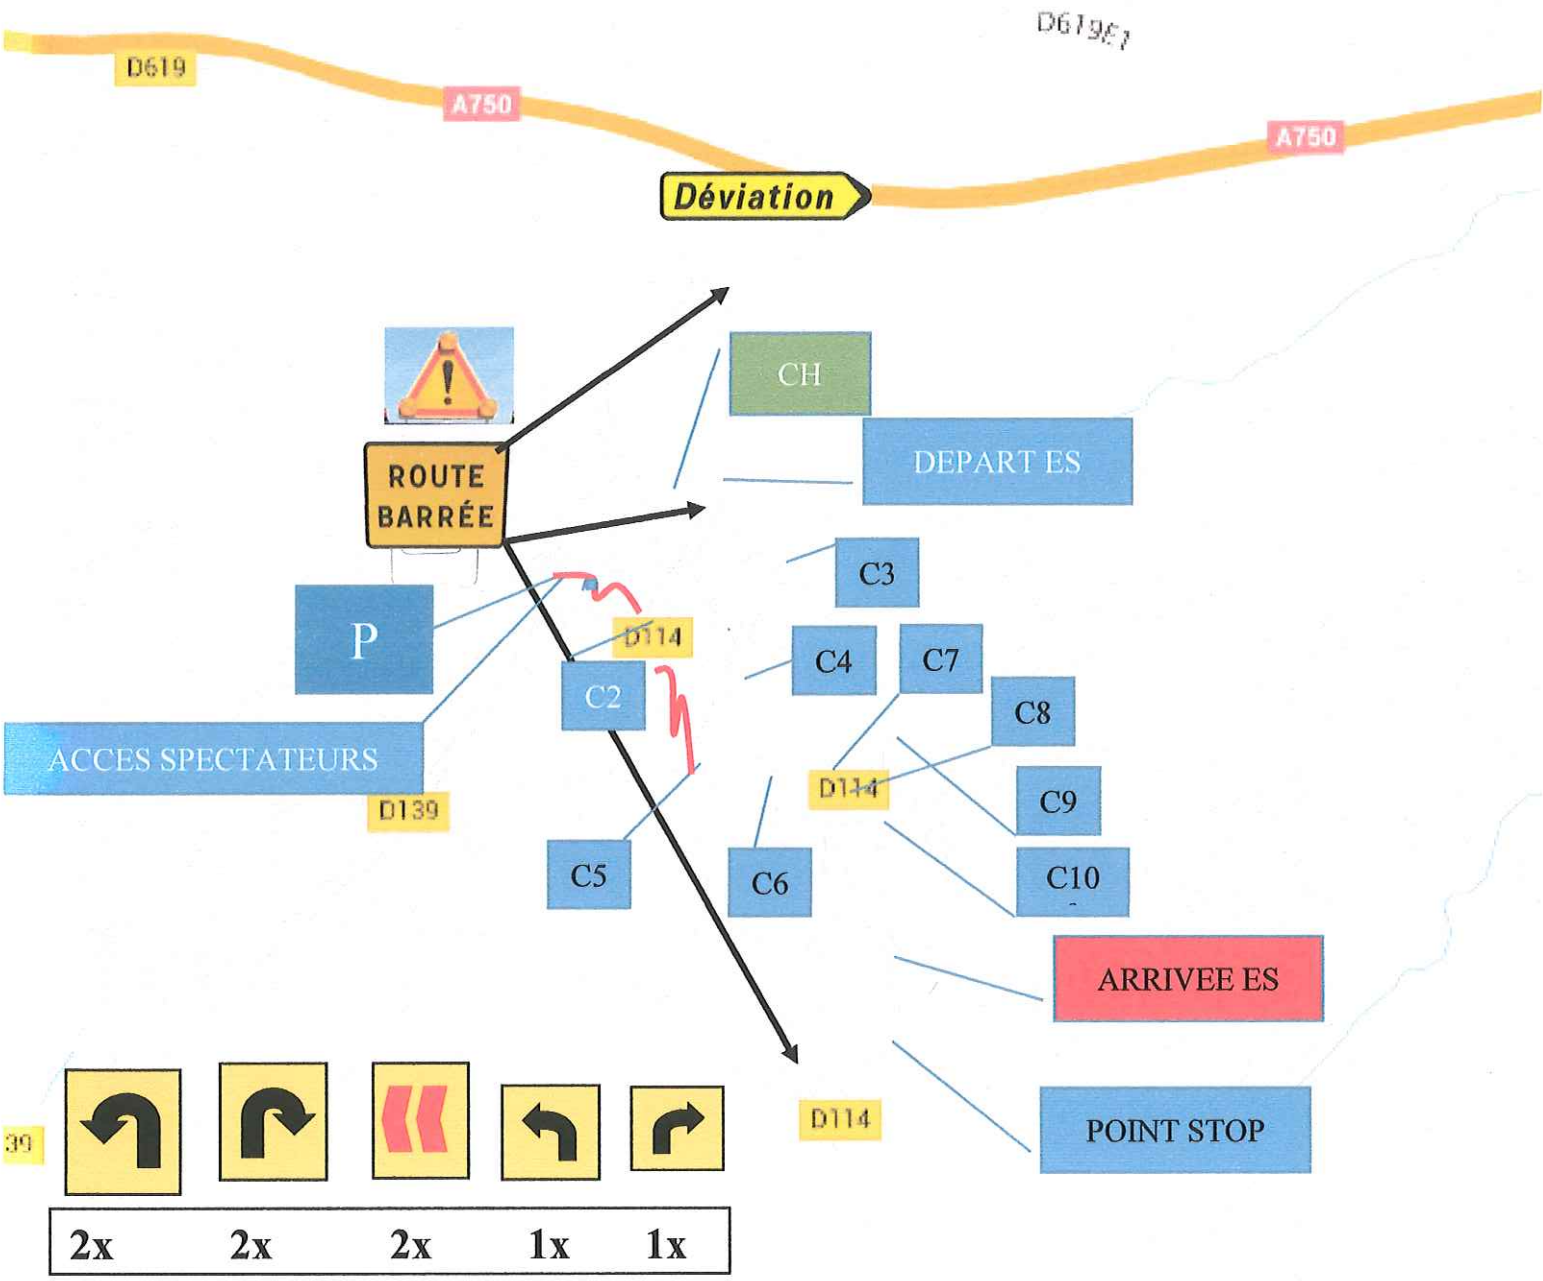 D619E1
D619
A750
A750
Déviation
!
CH
ROUTE
BARRÉE
DEPART ES
C3
P
D114
C4
C7
C2
C8
ACCES SPECTATEURS
D114
C9
D139
C5
C6
C10
ARRIVEE ES
D114
POINT STOP
39
2x 2x 2x 1x 1x